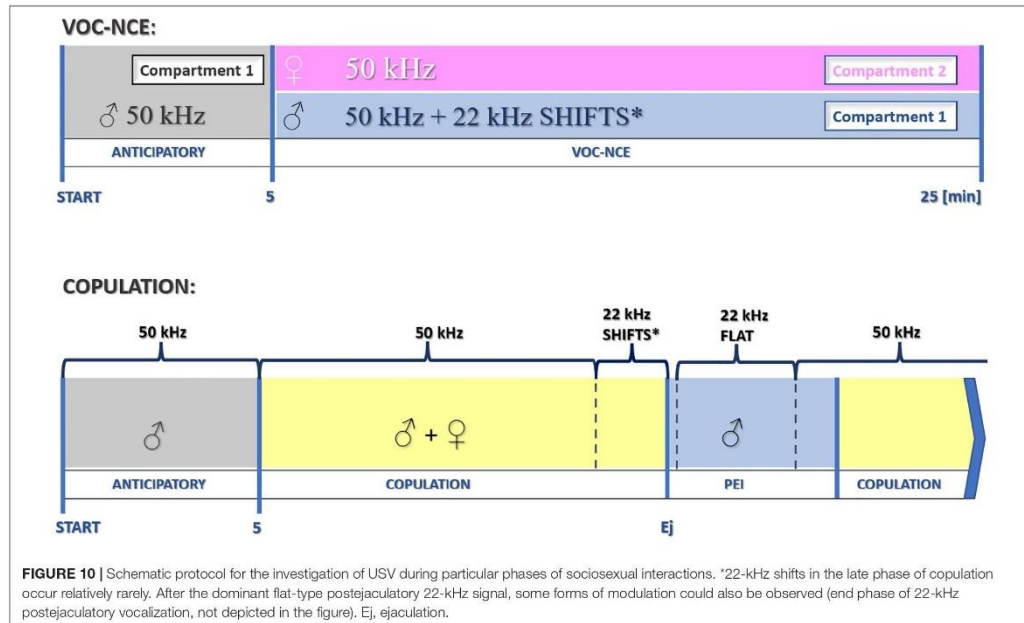 VOC-NCE:
Compartment 1
♀ 50 kHz
Compartment 2
♂ 50 kHz
♂ 50 kHz + 22 kHz SHIFTS*
Compartment 1
ANTICIPATORY
VOC-NCE
START
5
25 [min]
COPULATION:
50 kHz
50 kHz
22 kHz
SHIFTS*
22 kHz
FLAT
50 kHz
♂
♂ + ♀
♂
ANTICIPATORY
COPULATION
PEI
COPULATION
START
5
Ej
FIGURE 10 | Schematic protocol for the investigation of USV during particular phases of sociosexual interactions. *22-kHz shifts in the late phase of copulation
occur relatively rarely. After the dominant flat-type postejaculatory 22-kHz signal, some forms of modulation could also be observed (end phase of 22-kHz
postejaculatory vocalization, not depicted in the figure). Ej, ejaculation.